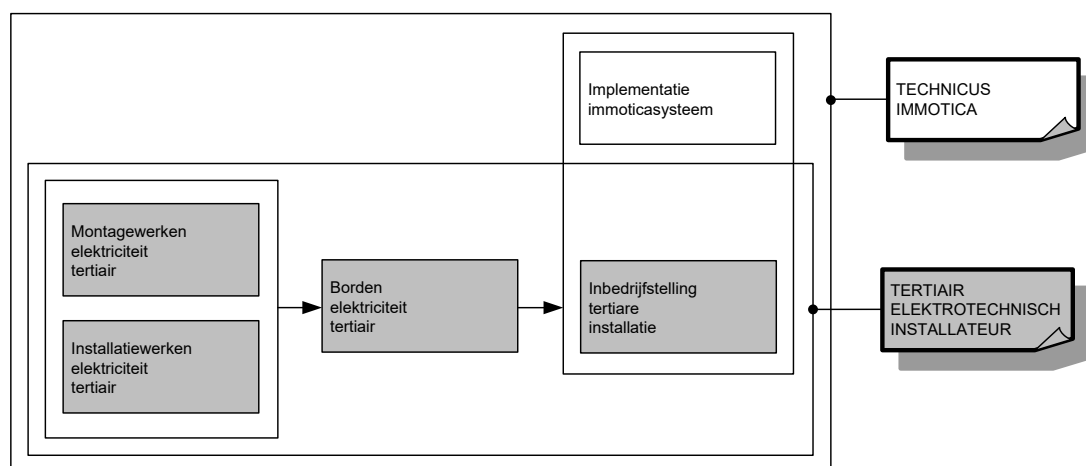 Implementatie
immoticasysteem
TECHNICUS
IMMOTICA
Montagewerken
elektriciteit
tertiair
Installatiewerken
elektriciteit
tertiair
Borden
elektriciteit
tertiair
Inbedrijfstelling
tertiare
installatie
TERTIAIR
ELEKTROTECHNISCH
INSTALLATEUR